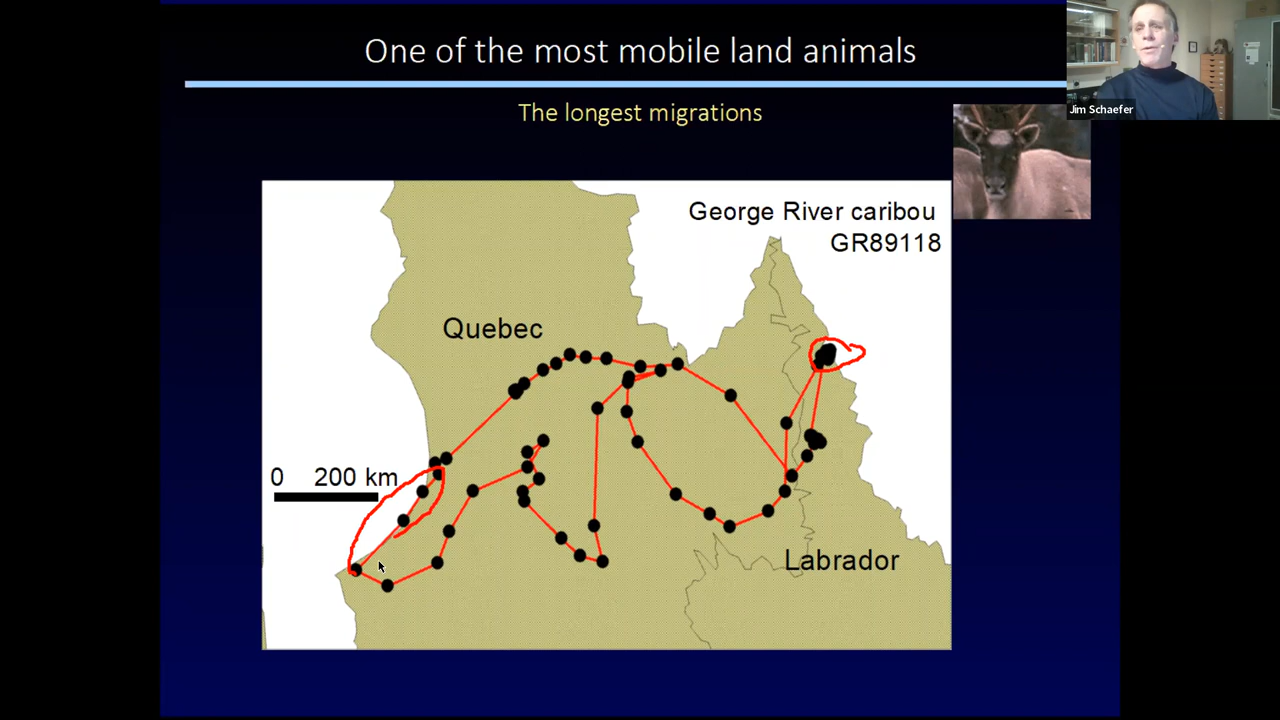 One of the most mobile land animals
Jim Schaefer
The longest migrations
George River caribou
GR89118
Quebec
0 200 km
Labrador